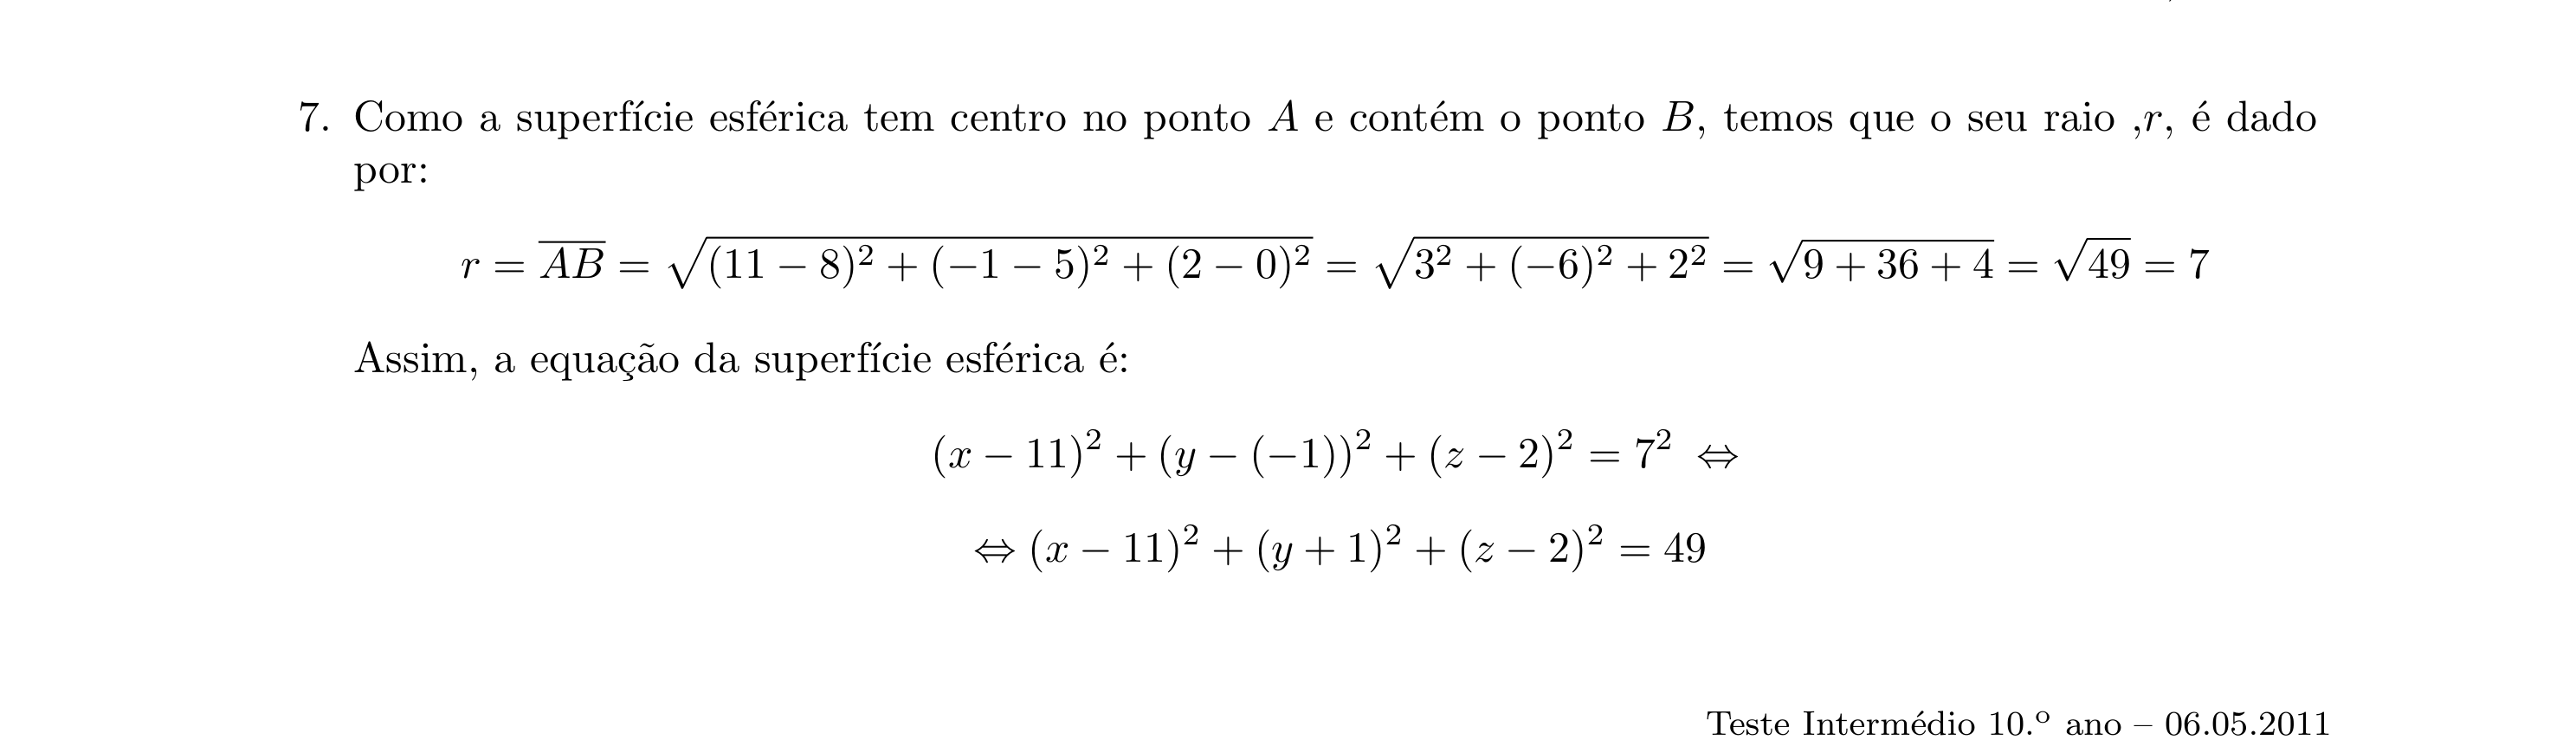 7. Como a superfície esférica tem centro no ponto A e contém o ponto B, temos que o seu raio ,r, é dado
por:
r = \overline{AB} = \sqrt{(11 − 8)^2 + (−1 − 5)^2 + (2 − 0)^2} = \sqrt{3^2 + (−6)^2 + 2^2} = \sqrt{9 + 36 + 4} = \sqrt{49} = 7
Assim, a equação da superfície esférica é:
(x − 11)^2 + (y − (−1))^2 + (z − 2)^2 = 7^2 ⇔
⇔ (x − 11)^2 + (y + 1)^2 + (z − 2)^2 = 49
Teste Intermédio 10.º ano – 06.05.2011